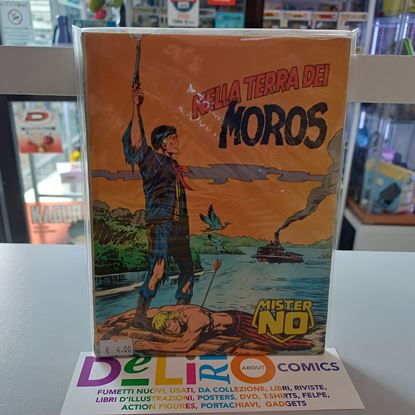 NELLA TERRA DEI
MOROS
MISTER
NO
€ 4.00
DéLiRiO
ABOUT
COMICS
FUMETTI NUOVI, USATI, DA COLLEZIONE, LIBRI, RIVISTE,
LIBRI D'ILLUSTRAZIONI, POSTERS, DVD, T-SHIRTS, FELPE,
ACTION FIGURES, PORTACHIAVI, GADGETS